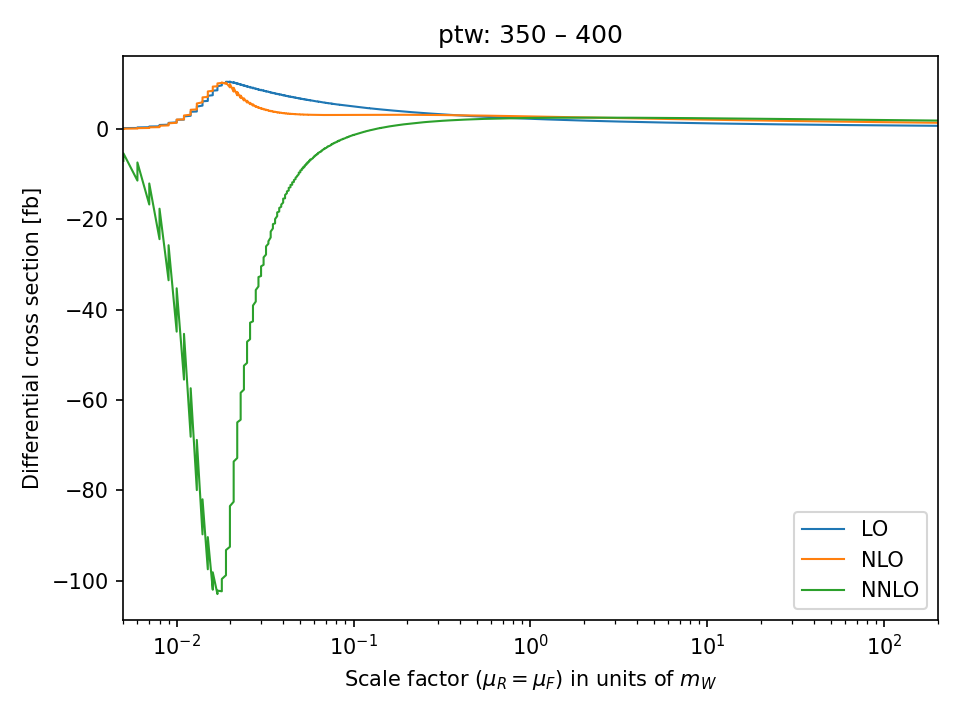 ptw: 350 – 400
Differential cross section [fb]
0
−20
−40
−60
−80
−100
10⁻²
10⁻¹
10⁰
10¹
10²
Scale factor (μ_R = μ_F) in units of m_W
LO
NLO
NNLO